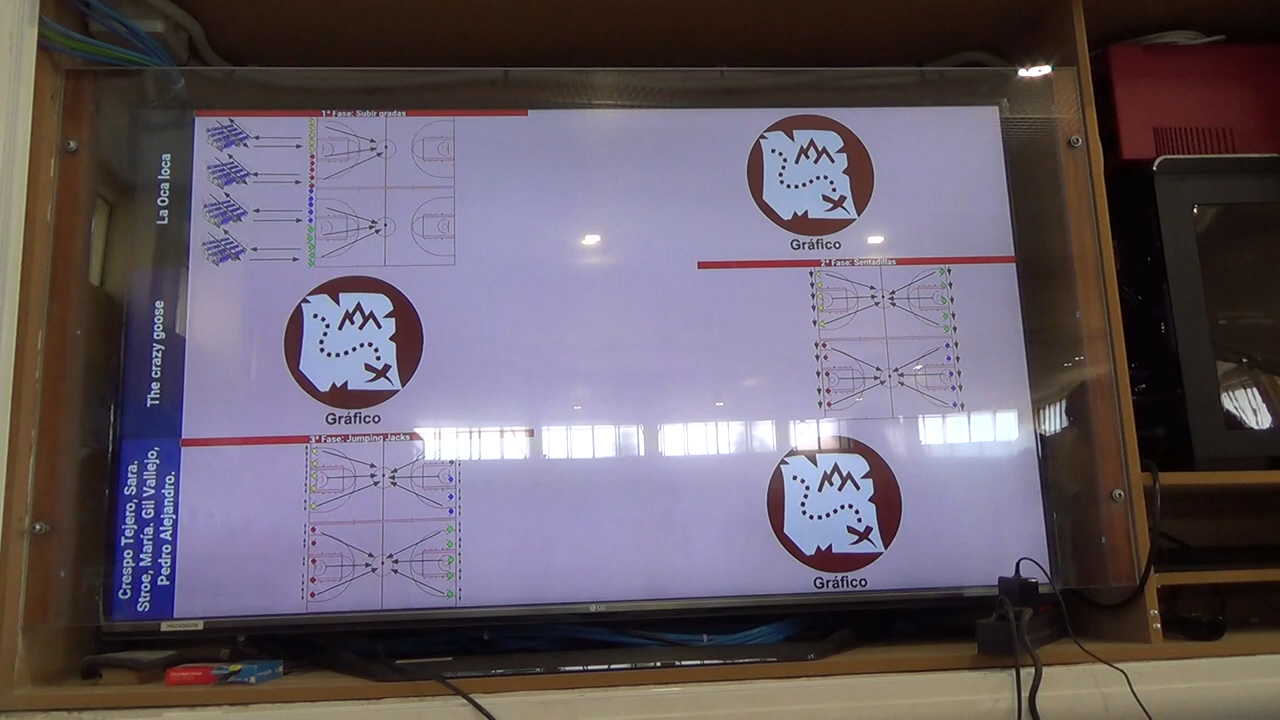 La Oca loca
The crazy goose
Crespo Tejero, Sara.
Stroe, María. Gil Vallejo,
Pedro Alejandro.
1ª Fase: Subir gradas
Gráfico
2ª Fase: Sentadillas
Gráfico
3ª Fase: Jumping Jacks
Gráfico
LG